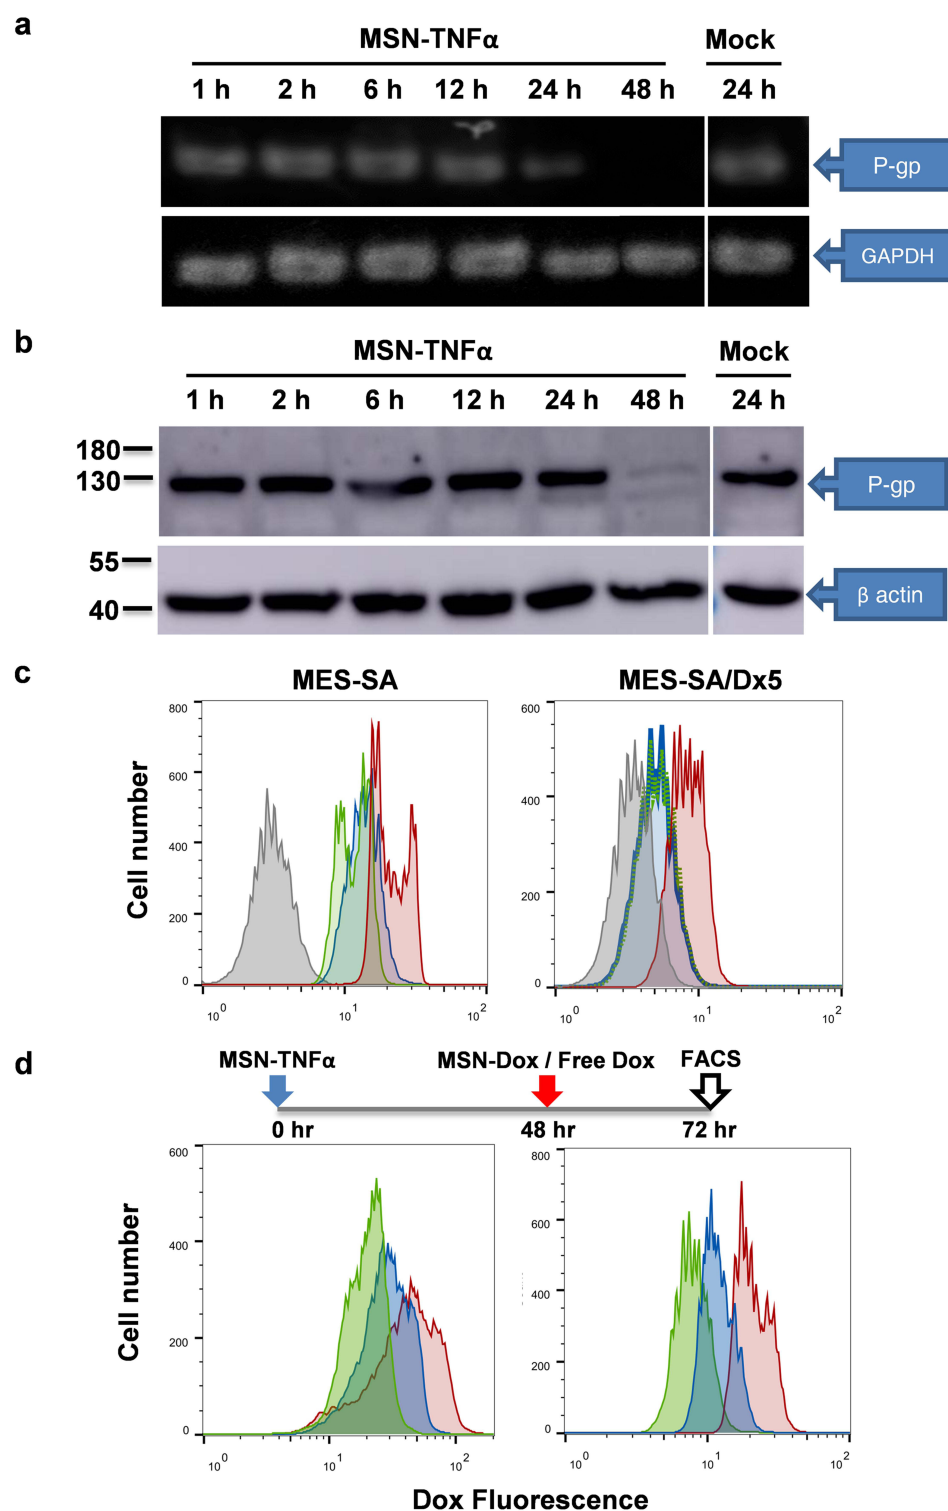 a
MSN-TNFα Mock
1 h 2 h 6 h 12 h 24 h 48 h 24 h
P-gp
GAPDH
b
MSN-TNFα Mock
1 h 2 h 6 h 12 h 24 h 48 h 24 h
180
130
P-gp
55
40
β actin
c
MES-SA MES-SA/Dx5
Cell number
800
600
400
200
0
10^0 10^1 10^2
600
400
200
0
10^0 10^1 10^2
d
MSN-TNFα MSN-Dox / Free Dox FACS
0 hr 48 hr 72 hr
Cell number
600
400
200
0
10^0 10^1 10^2
800
600
400
200
0
10^0 10^1 10^2
Dox Fluorescence